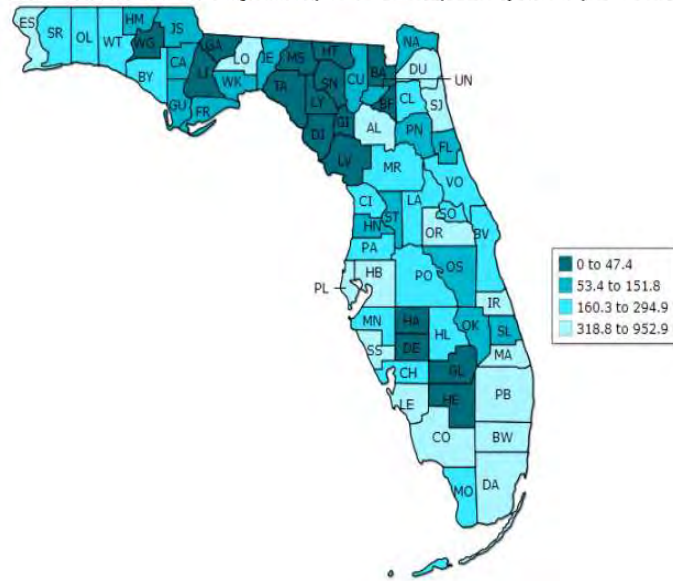 ES
SR
OL
WT
HM
WG
JS
BY
CA
GU
LI
GA
LO
FR
WK
JE
MS
TA
HT
SN
LY
DI
GI
LV
CU
BA
BF
NA
DU
UN
CL
SJ
AL
PN
FL
MR
VO
CI
ST
LA
SO
HN
OR
BV
PA
PO
OS
PL
HB
IR
MN
HA
HL
OK
SL
SS
DE
MA
CH
GL
LE
HE
PB
CO
BW
MO
DA
0 to 47.4
53.4 to 151.8
160.3 to 294.9
318.8 to 952.9